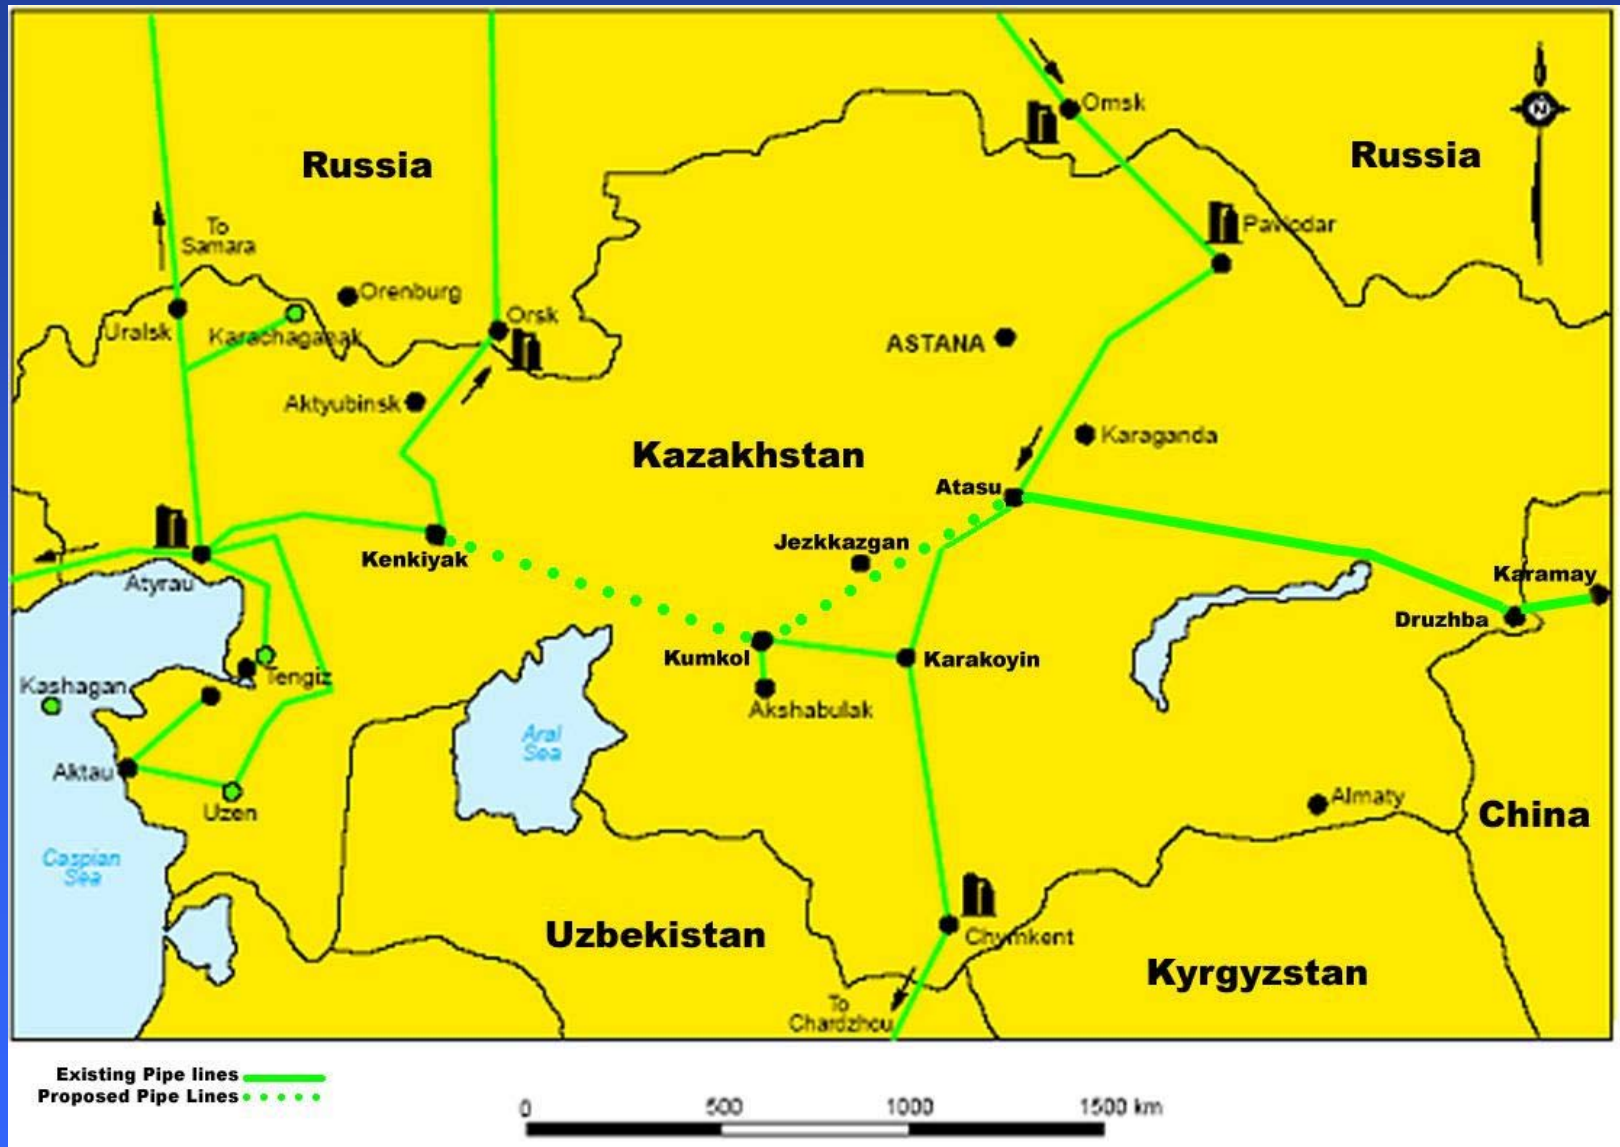 Omsk
Russia
Russia
N
To
Samara
Pavlodar
Orenburg
Orsk
Uralsk
Karachaganak
ASTANA
Aktyubinsk
Karaganda
Kazakhstan
Atasu
Jezkkazgan
Kenkiyak
Karamay
Atyrau
Druzhba
Kumkol
Karakoyin
Tengiz
Kashagan
Akshabulak
Aral
Sea
Aktau
Uzen
Almaty
China
Caspian
Sea
Uzbekistan
Chymkent
Kyrgyzstan
To
Chardzhou
Existing Pipe lines
Proposed Pipe Lines
0 500 1000 1500 km